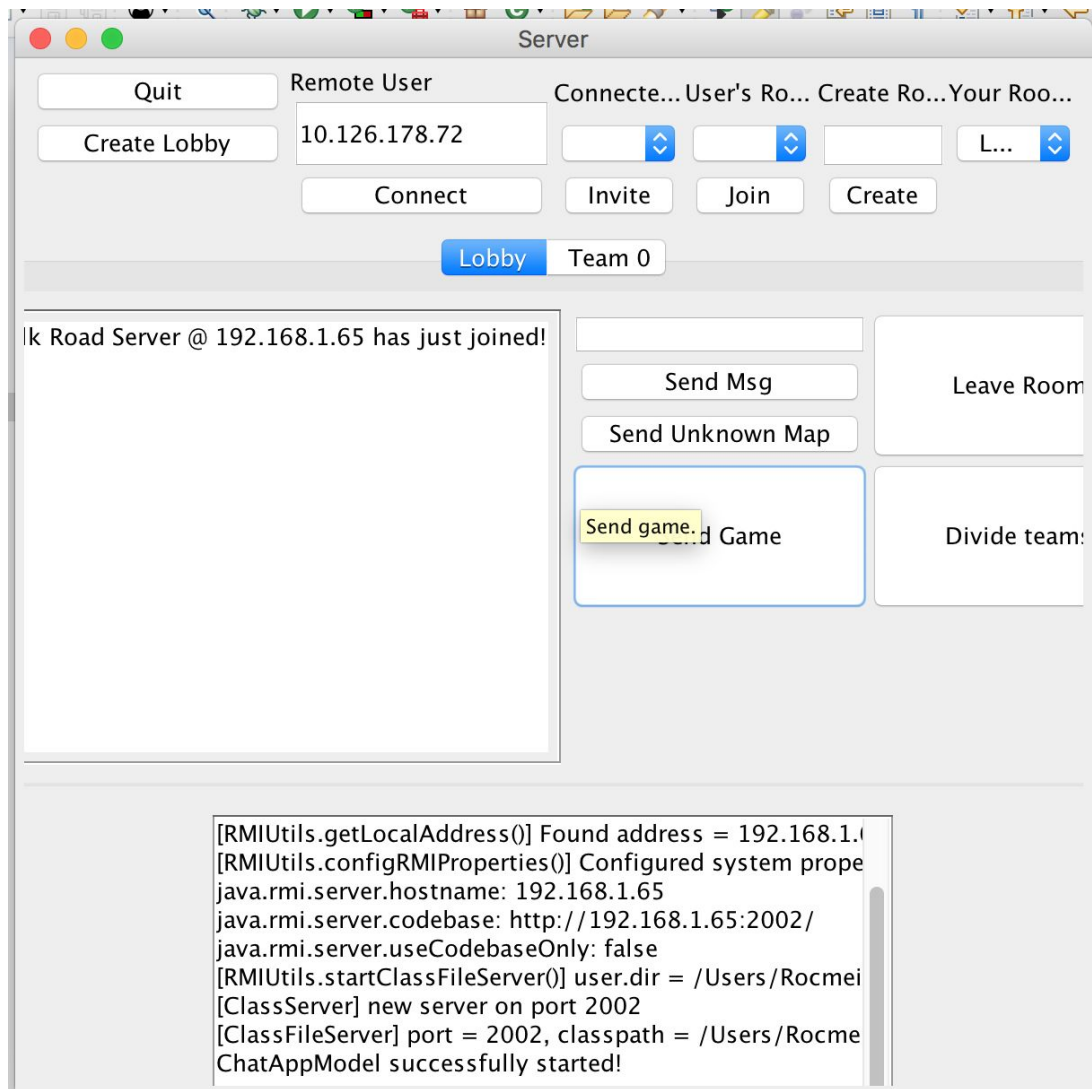 Server
Quit
Remote User
Connecte... User's Ro... Create Ro... Your Roo...
Create Lobby
10.126.178.72
L...
Connect
Invite
Join
Create
Lobby
Team 0
lk Road Server @ 192.168.1.65 has just joined!
Send Msg
Leave Room
Send Unknown Map
Send game.
nd Game
Divide teams
[RMIUtils.getLocalAddress()] Found address = 192.168.1.6
[RMIUtils.configRMIProperties()] Configured system prope
java.rmi.server.hostname: 192.168.1.65
java.rmi.server.codebase: http://192.168.1.65:2002/
java.rmi.server.useCodebaseOnly: false
[RMIUtils.startClassFileServer()] user.dir = /Users/Rocmei
[ClassServer] new server on port 2002
[ClassFileServer] port = 2002, classpath = /Users/Rocme
ChatAppModel successfully started!